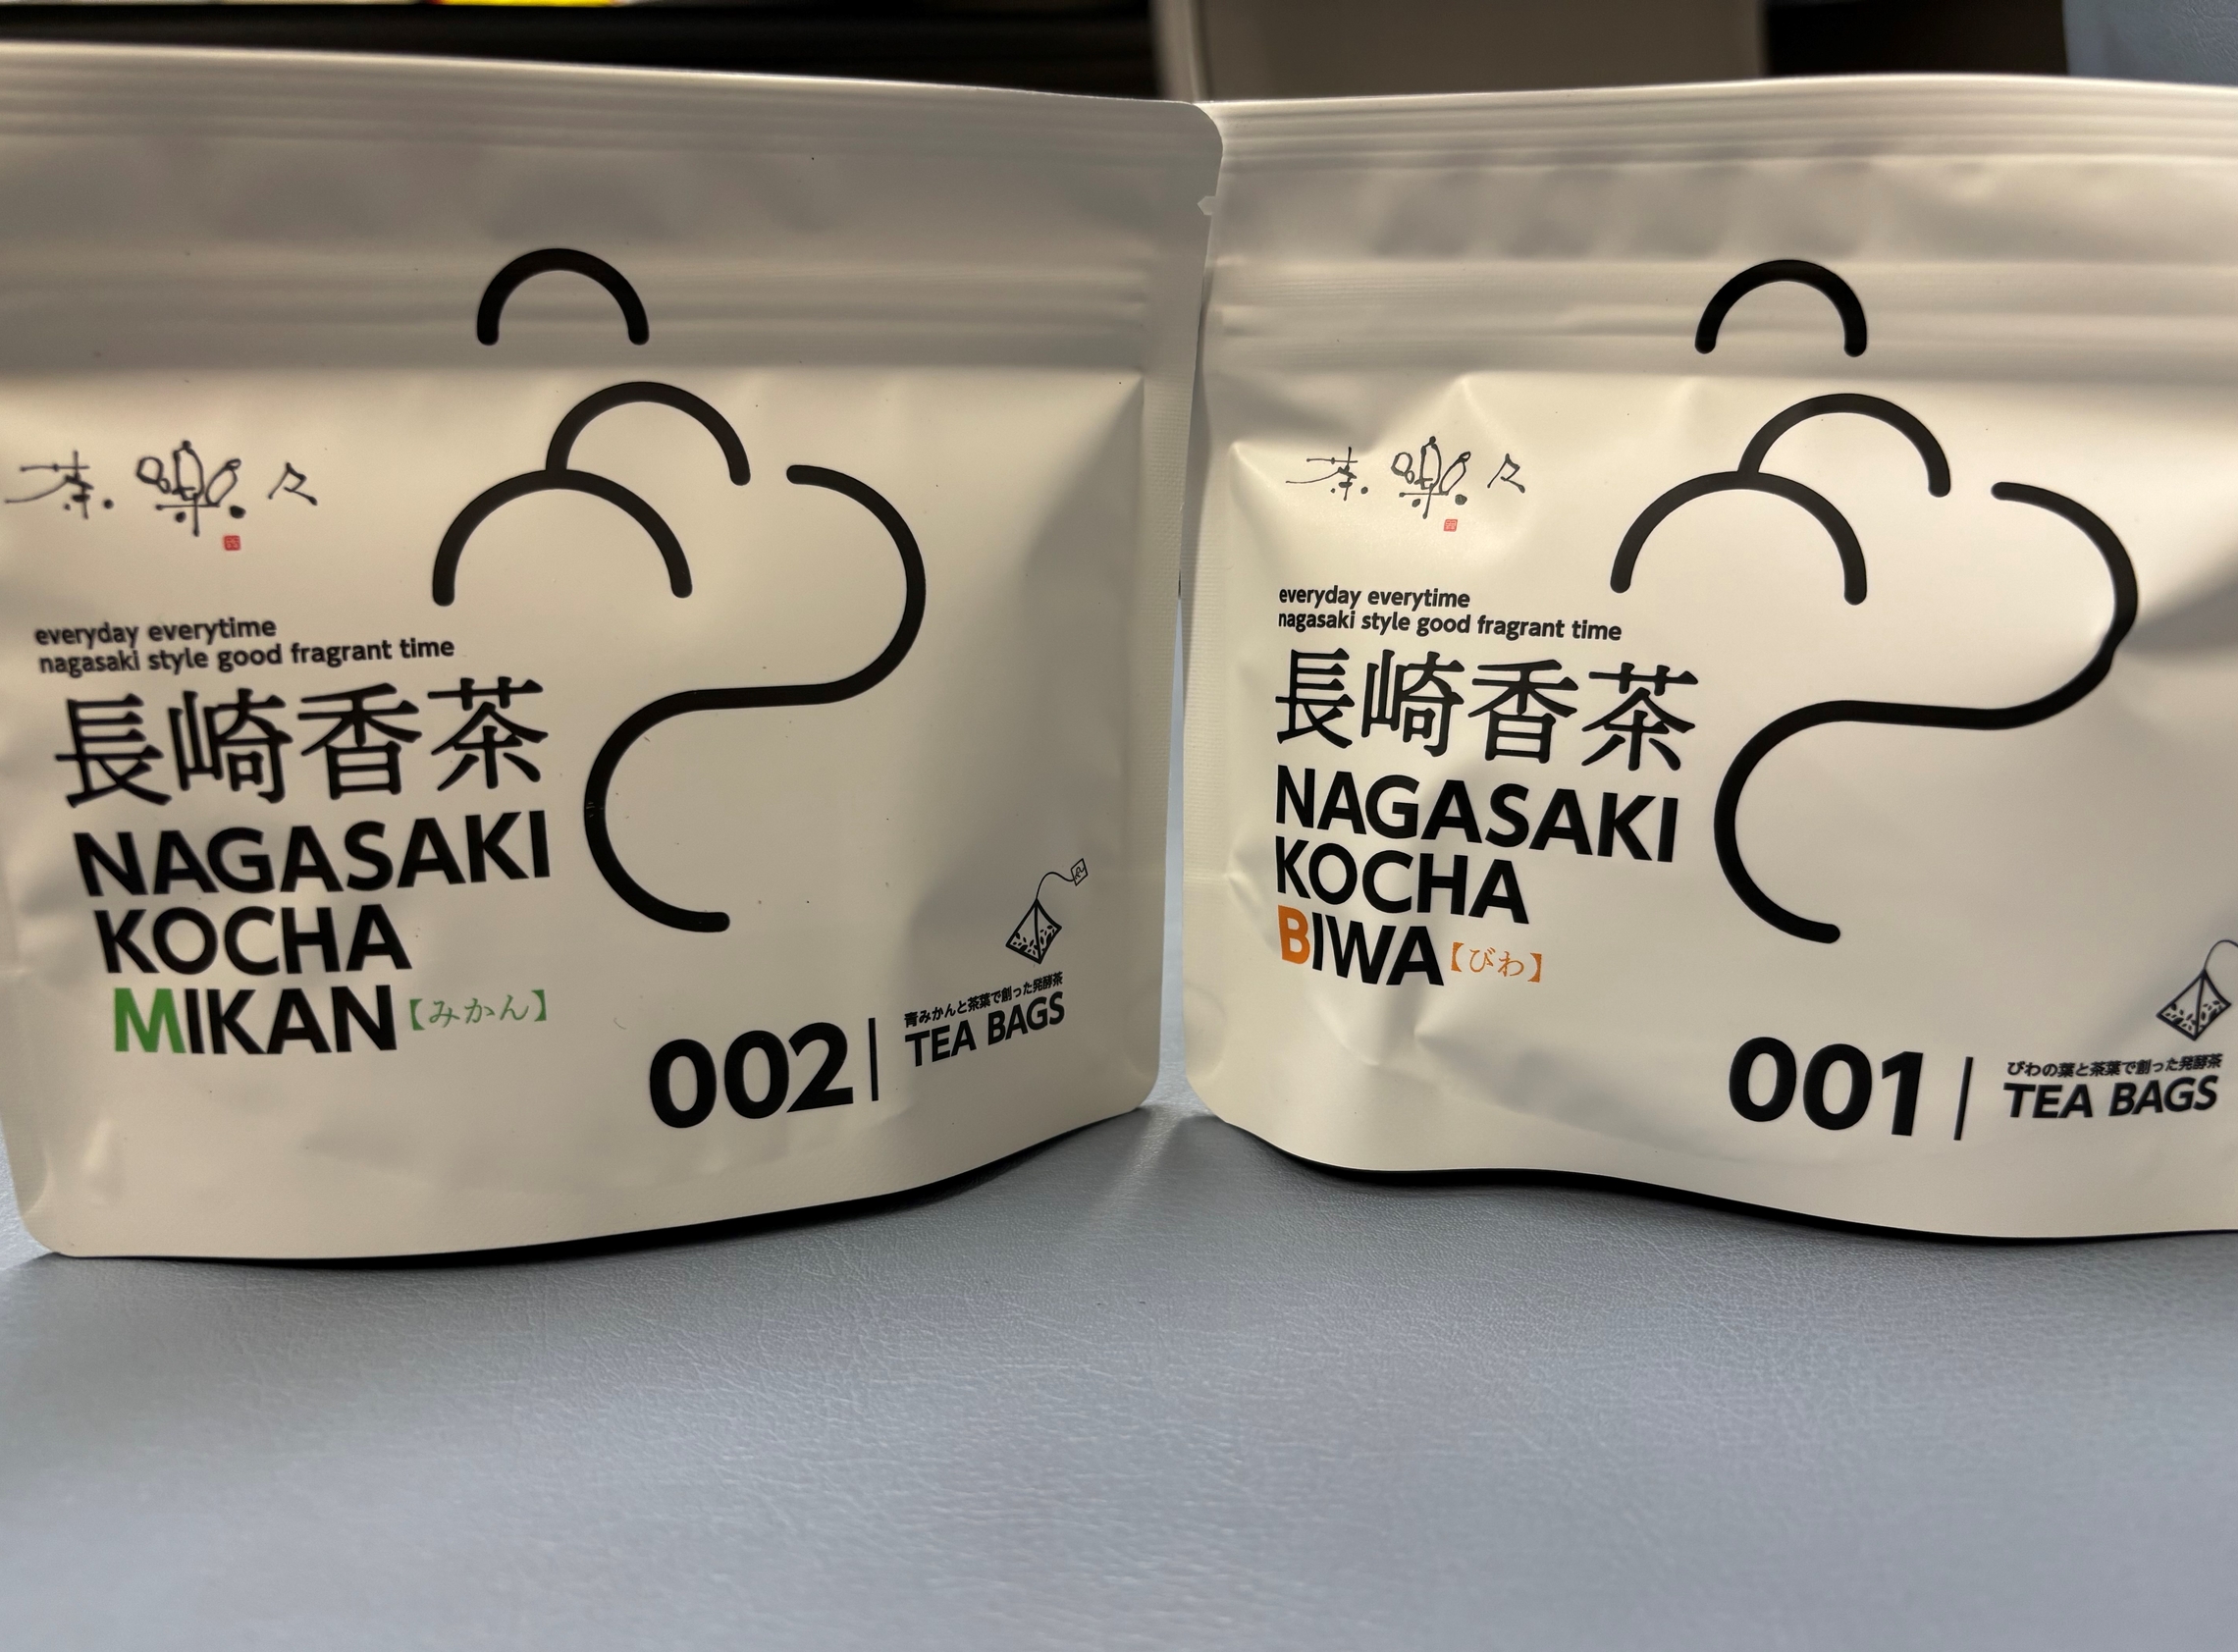 茶樂々
everyday everytime
nagasaki style good fragrant time
長崎香茶
NAGASAKI
KOCHA
MIKAN【みかん】
002
青みかんと茶葉で創った発酵茶
TEA BAGS
茶樂々
everyday everytime
nagasaki style good fragrant time
長崎香茶
NAGASAKI
KOCHA
BIWA【びわ】
001
びわの葉と茶葉で創った発酵茶
TEA BAGS